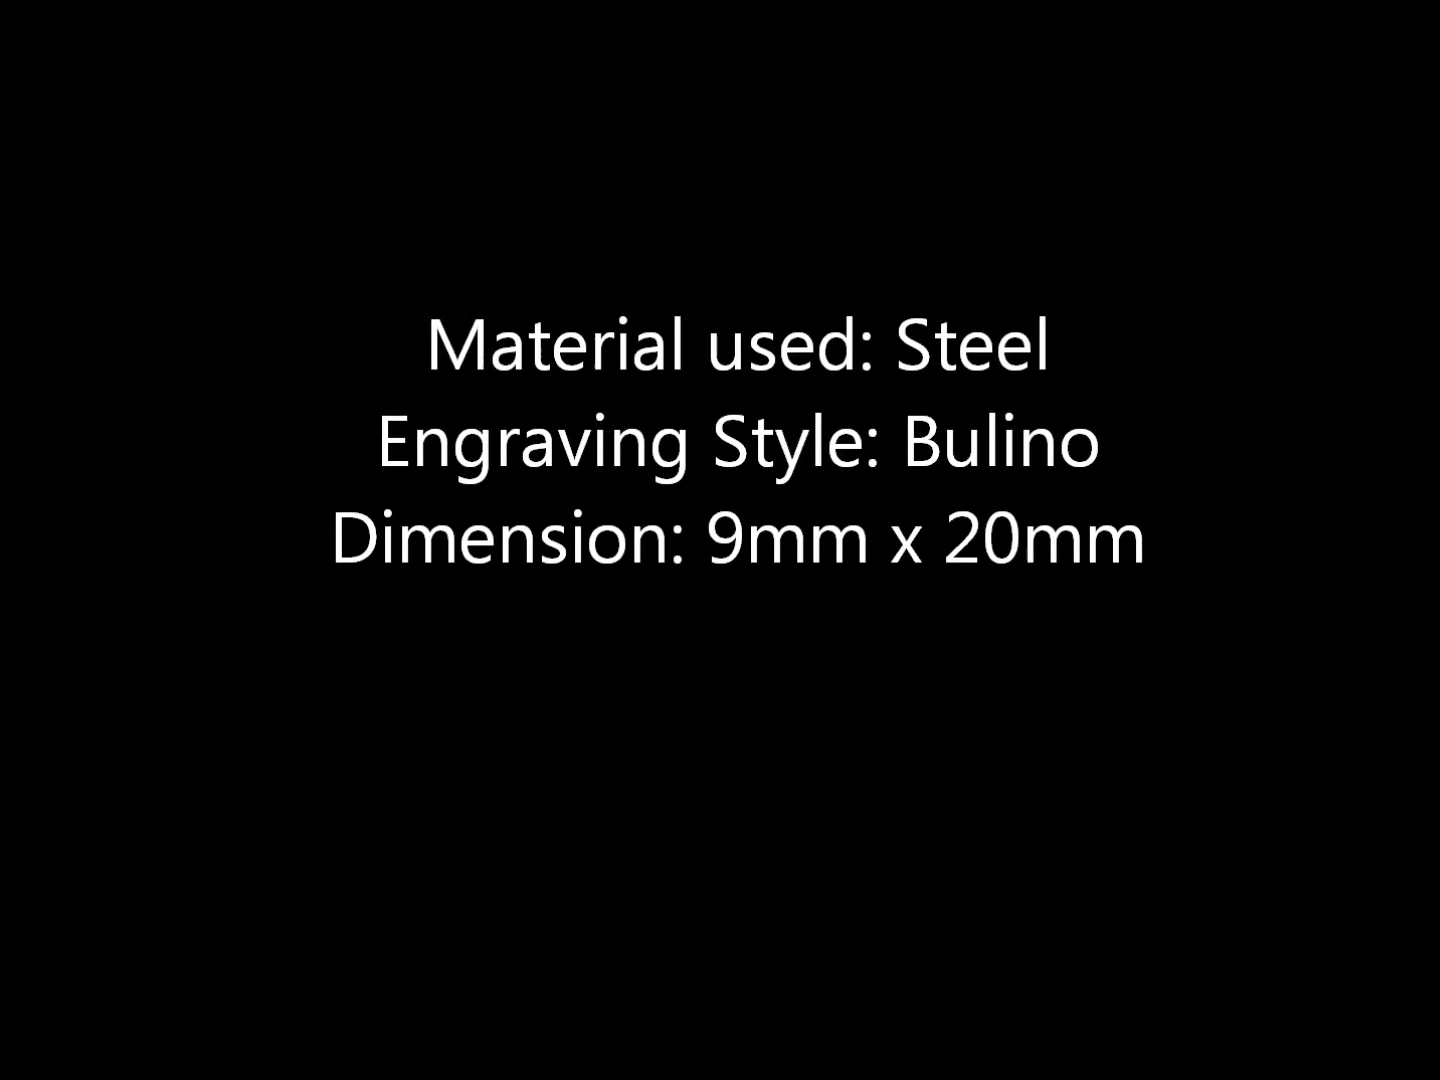 Material used: Steel
Engraving Style: Bulino
Dimension: 9mm x 20mm